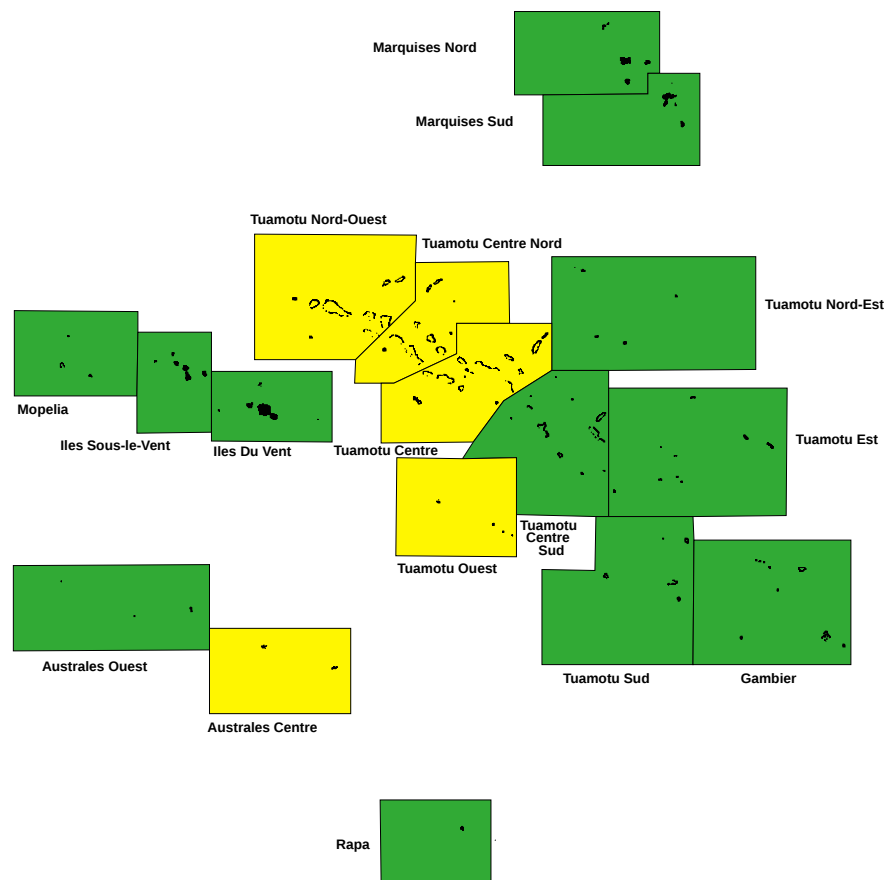 Marquises Nord
Marquises Sud
Tuamotu Nord-Ouest
Tuamotu Centre Nord
Tuamotu Nord-Est
Mopelia
Iles Sous-le-Vent
Iles Du Vent
Tuamotu Centre
Tuamotu Est
Tuamotu
Centre
Sud
Tuamotu Ouest
Australes Ouest
Tuamotu Sud
Gambier
Australes Centre
Rapa